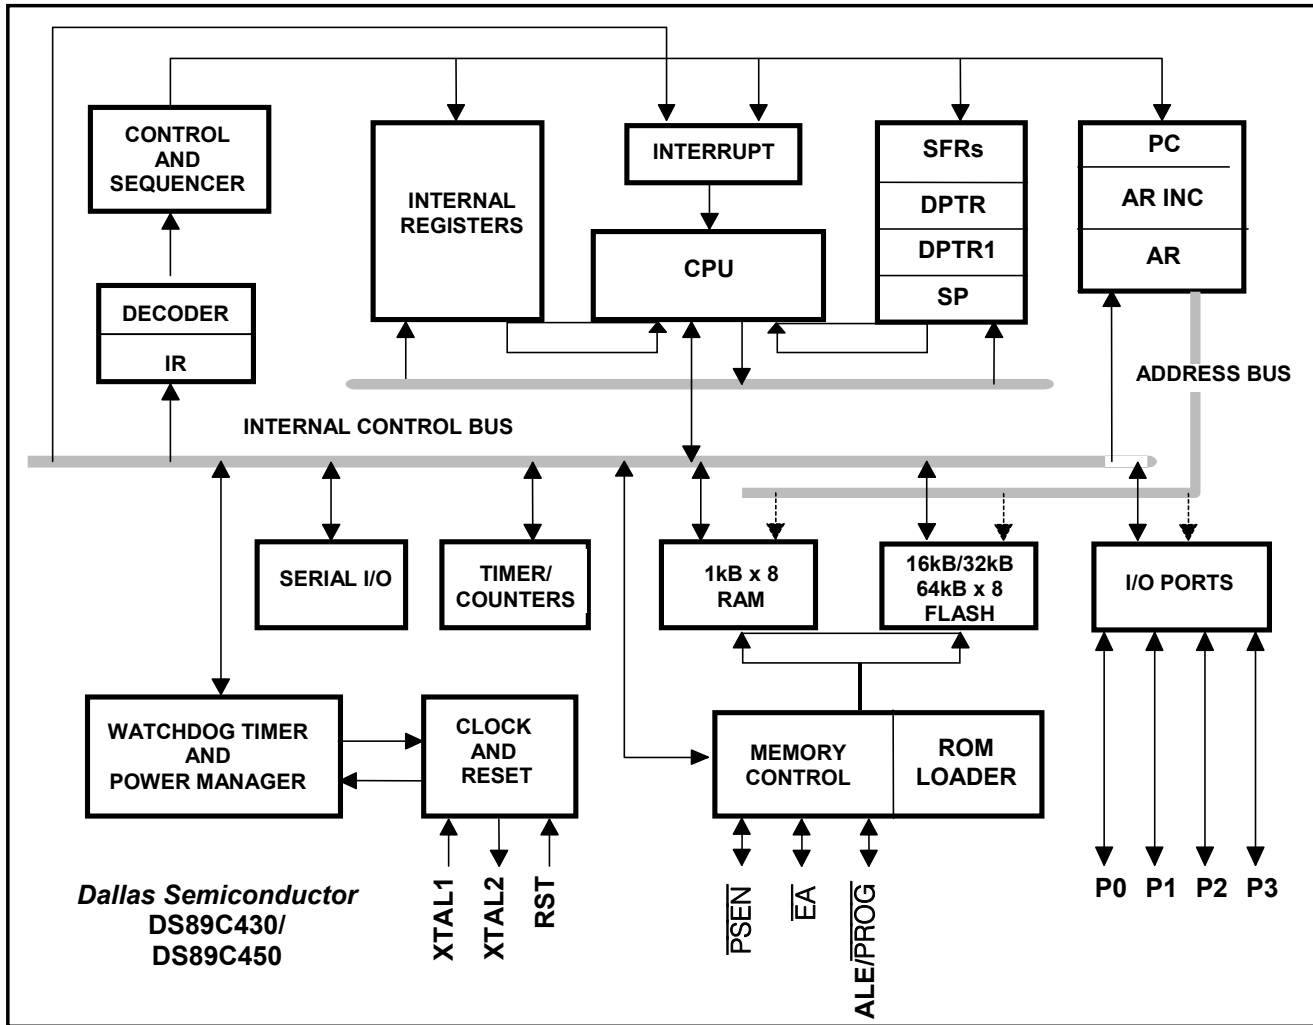 CONTROL
AND
SEQUENCER
INTERNAL
REGISTERS
INTERRUPT
CPU
SFRs
DPTR
DPTR1
SP
PC
AR INC
AR
DECODER
IR
ADDRESS BUS
INTERNAL CONTROL BUS
SERIAL I/O
TIMER/
COUNTERS
1kB x 8
RAM
16kB/32kB
64kB x 8
FLASH
I/O PORTS
WATCHDOG TIMER
AND
POWER MANAGER
CLOCK
AND
RESET
MEMORY
CONTROL
ROM
LOADER
XTAL1
XTAL2
RST
PSEN
EA
ALE/PROG
P0 P1 P2 P3
Dallas Semiconductor
DS89C430/
DS89C450